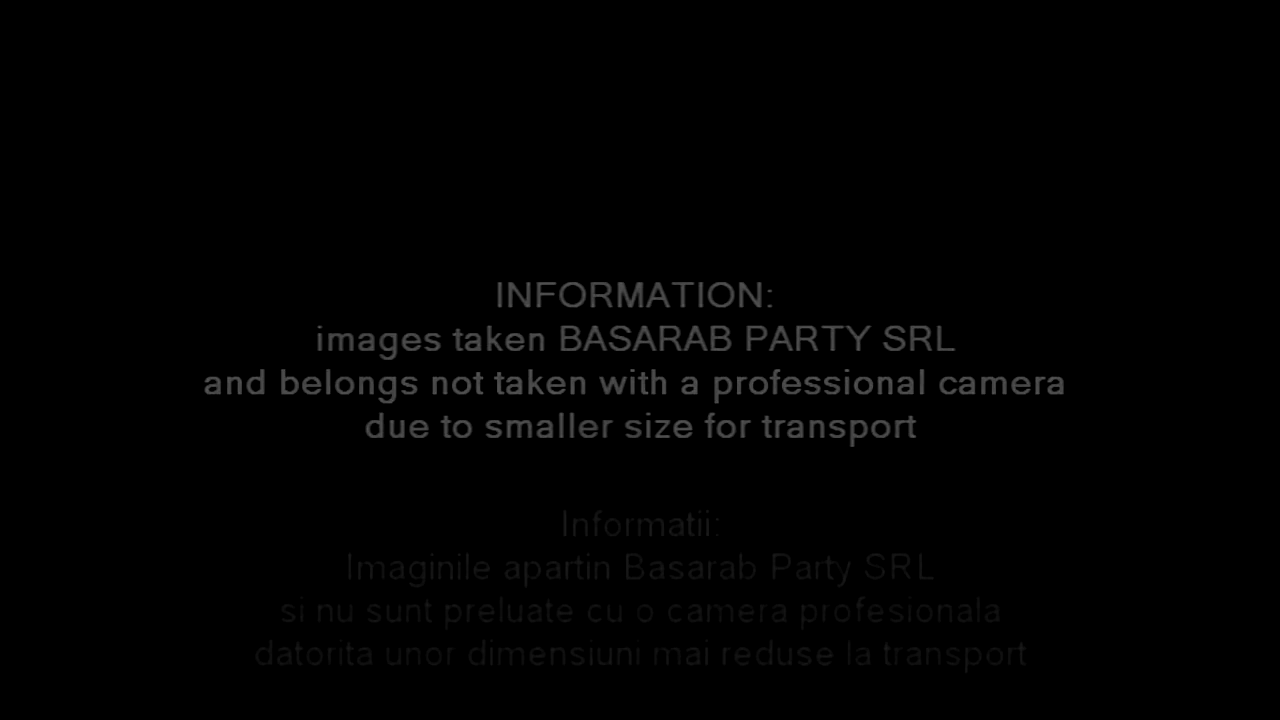 INFORMATION:
images taken BASARAB PARTY SRL
and belongs not taken with a professional camera
due to smaller size for transport
Informatii:
Imaginile apartin Basarab Party SRL
si nu sunt preluate cu o camera profesionala
datorita unor dimensiuni mai reduse la transport